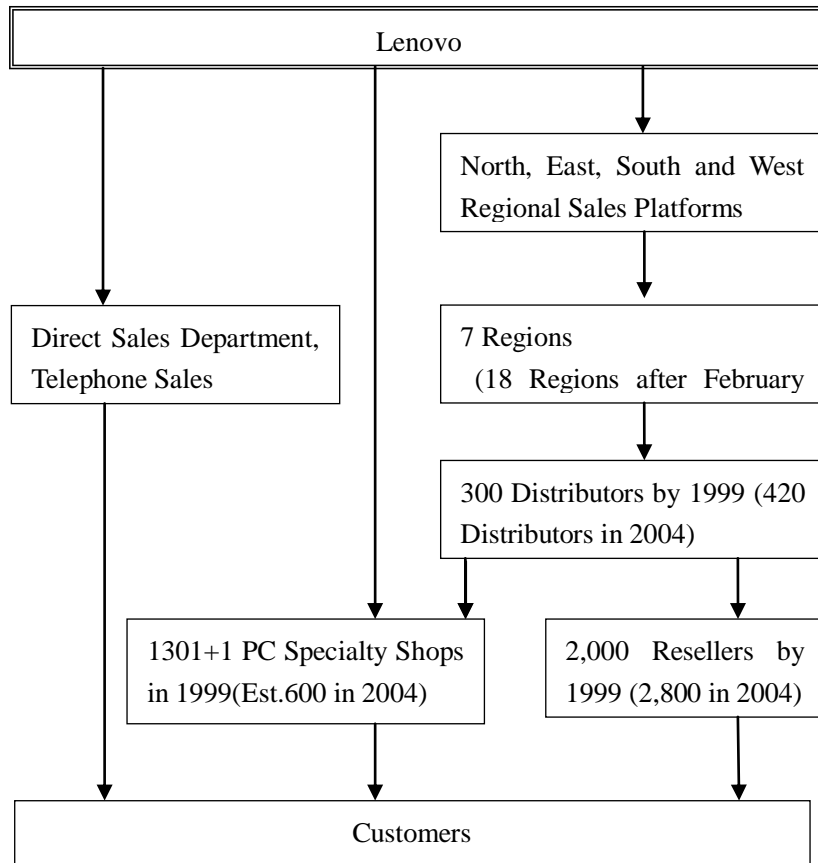 Lenovo
North, East, South and West
Regional Sales Platforms
Direct Sales Department,
Telephone Sales
7 Regions
(18 Regions after February
300 Distributors by 1999 (420
Distributors in 2004)
1301+1 PC Specialty Shops
in 1999(Est.600 in 2004)
2,000 Resellers by
1999 (2,800 in 2004)
Customers